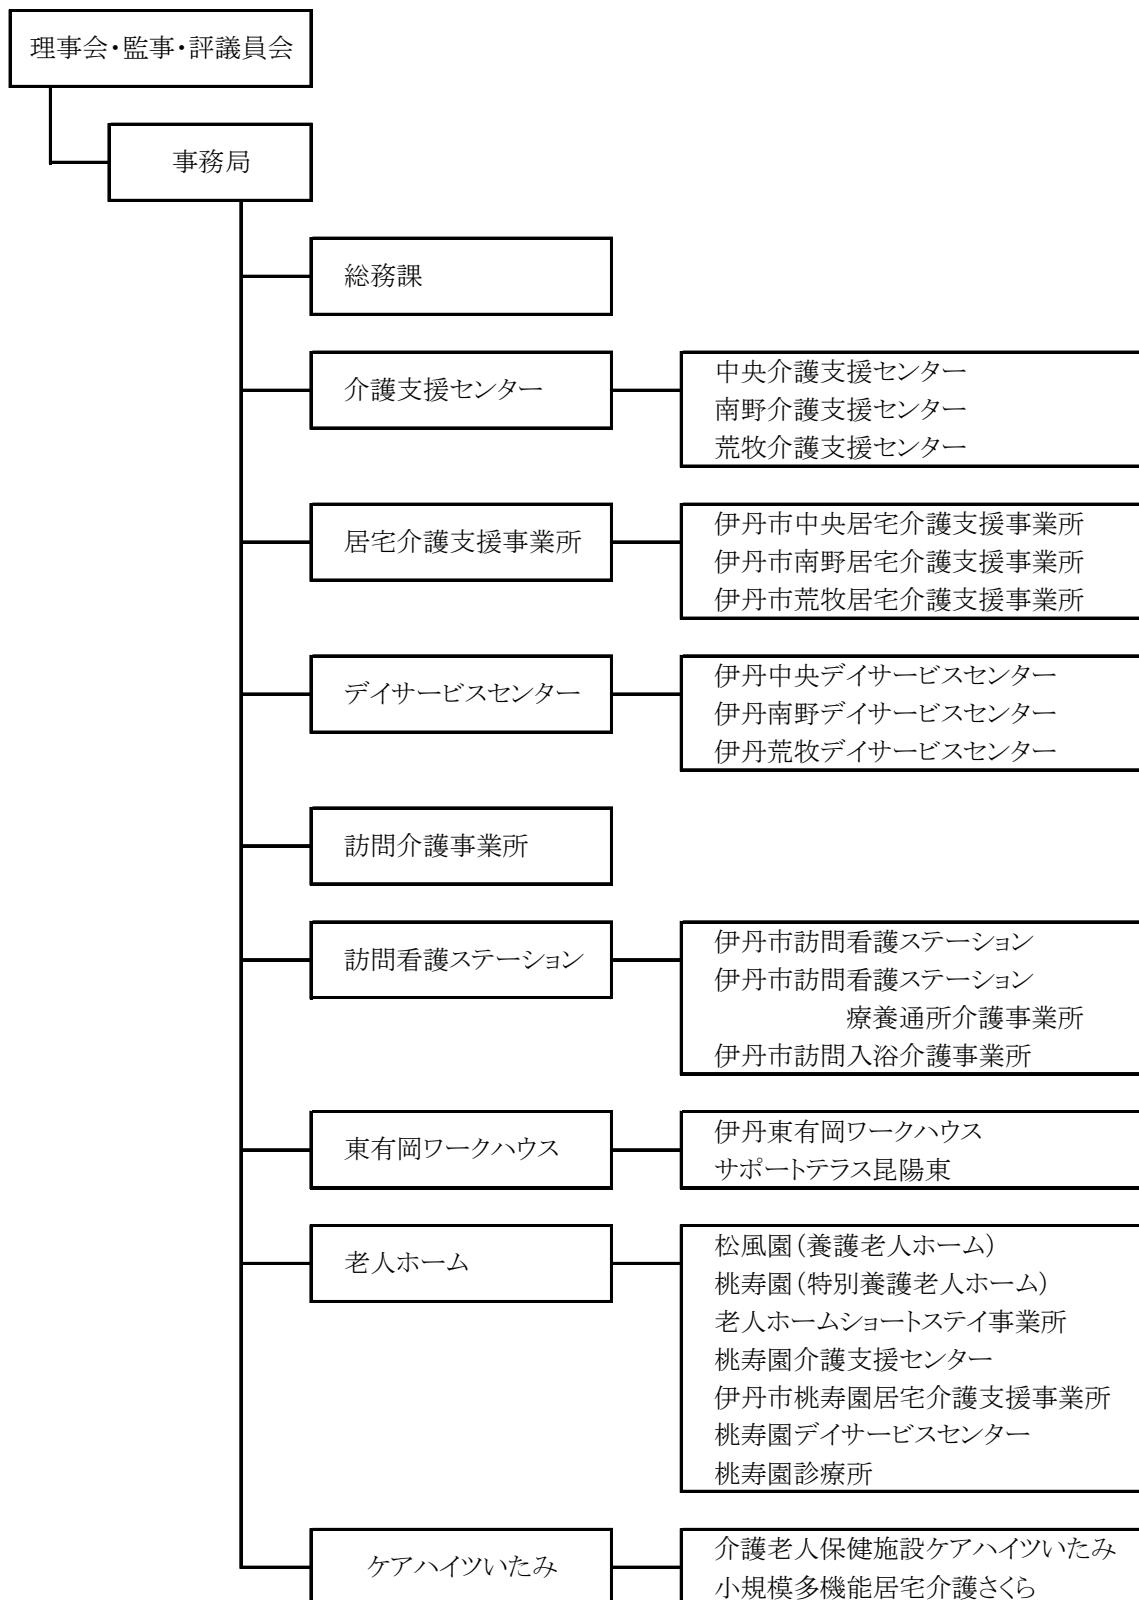 理事会・監事・評議員会
事務局
総務課
介護支援センター
中央介護支援センター
南野介護支援センター
荒牧介護支援センター
居宅介護支援事業所
伊丹市中央居宅介護支援事業所
伊丹市南野居宅介護支援事業所
伊丹市荒牧居宅介護支援事業所
デイサービスセンター
伊丹中央デイサービスセンター
伊丹南野デイサービスセンター
伊丹荒牧デイサービスセンター
訪問介護事業所
訪問看護ステーション
伊丹市訪問看護ステーション
伊丹市訪問看護ステーション
療養通所介護事業所
伊丹市訪問入浴介護事業所
東有岡ワークハウス
伊丹東有岡ワークハウス
サポートテラス昆陽東
老人ホーム
松風園(養護老人ホーム)
桃寿園(特別養護老人ホーム)
老人ホームショートステイ事業所
桃寿園介護支援センター
伊丹市桃寿園居宅介護支援事業所
桃寿園デイサービスセンター
桃寿園診療所
ケアハイツいたみ
介護老人保健施設ケアハイツいたみ
小規模多機能居宅介護さくら